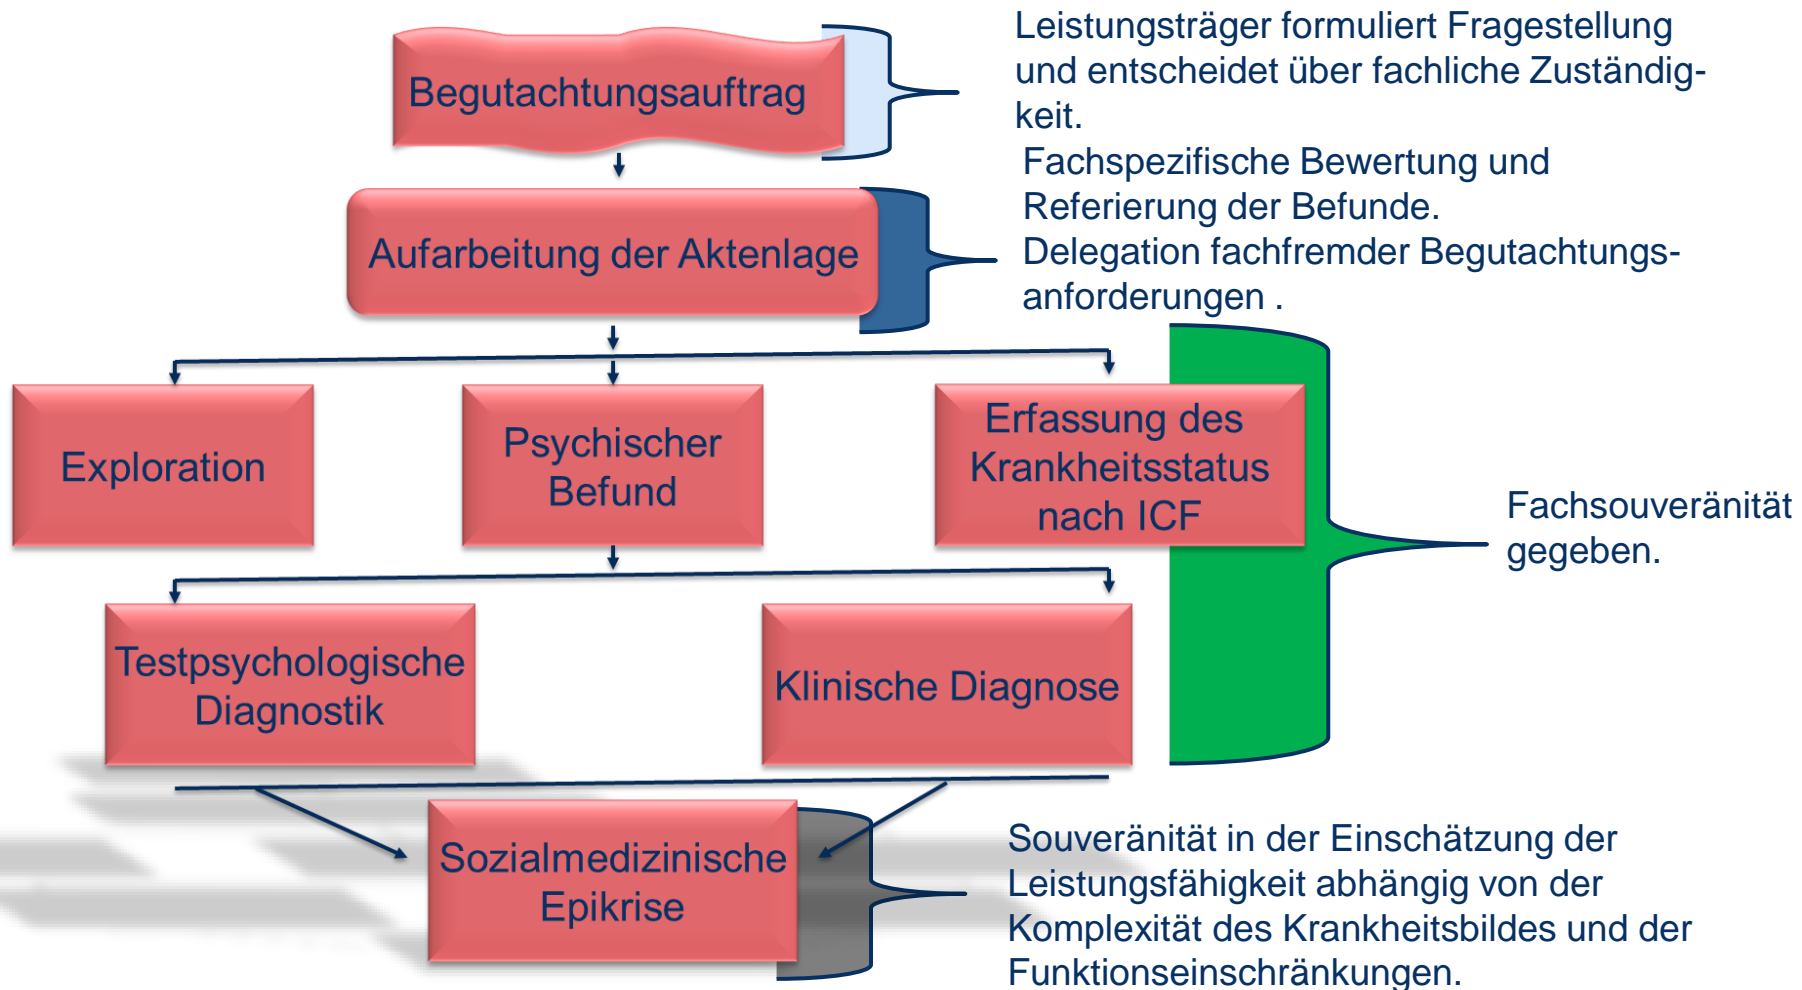 Begutachtungsauftrag
Leistungsträger formuliert Fragestellung
und entscheidet über fachliche Zuständig-
keit.
Aufarbeitung der Aktenlage
Fachspezifische Bewertung und
Referierung der Befunde.
Delegation fachfremder Begutachtungs-
anforderungen .
Exploration
Psychischer
Befund
Erfassung des
Krankheitsstatus
nach ICF
Fachsouveränität
gegeben.
Testpsychologische
Diagnostik
Klinische Diagnose
Sozialmedizinische
Epikrise
Souveränität in der Einschätzung der
Leistungsfähigkeit abhängig von der
Komplexität des Krankheitsbildes und der
Funktionseinschränkungen.